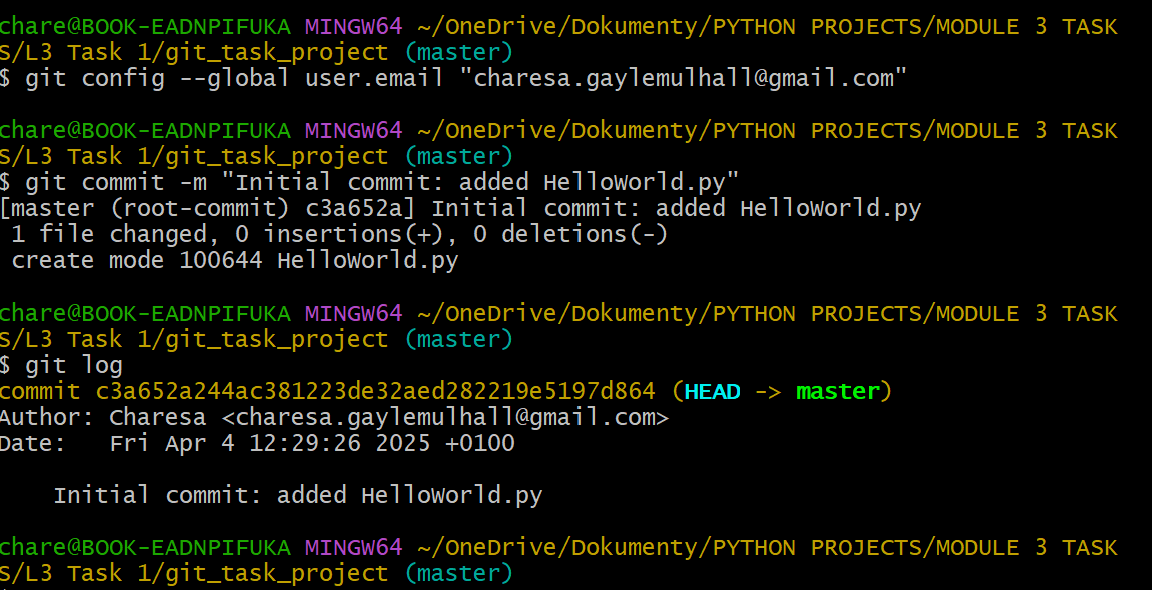 chare@BOOK-EADNPIFUKA MINGW64 ~/OneDrive/Dokumenty/PYTHON PROJECTS/MODULE 3 TASK
S/L3 Task 1/git_task_project (master)
$ git config --global user.email "charesa.gaylemulhall@gmail.com"
chare@BOOK-EADNPIFUKA MINGW64 ~/OneDrive/Dokumenty/PYTHON PROJECTS/MODULE 3 TASK
S/L3 Task 1/git_task_project (master)
$ git commit -m "Initial commit: added HelloWorld.py"
[master (root-commit) c3a652a] Initial commit: added HelloWorld.py
 1 file changed, 0 insertions(+), 0 deletions(-)
 create mode 100644 HelloWorld.py
chare@BOOK-EADNPIFUKA MINGW64 ~/OneDrive/Dokumenty/PYTHON PROJECTS/MODULE 3 TASK
S/L3 Task 1/git_task_project (master)
$ git log
commit c3a652a244ac381223de32aed282219e5197d864 (HEAD -> master)
Author: Charesa <charesa.gaylemulhall@gmail.com>
Date:   Fri Apr 4 12:29:26 2025 +0100
    Initial commit: added HelloWorld.py
chare@BOOK-EADNPIFUKA MINGW64 ~/OneDrive/Dokumenty/PYTHON PROJECTS/MODULE 3 TASK
S/L3 Task 1/git_task_project (master)